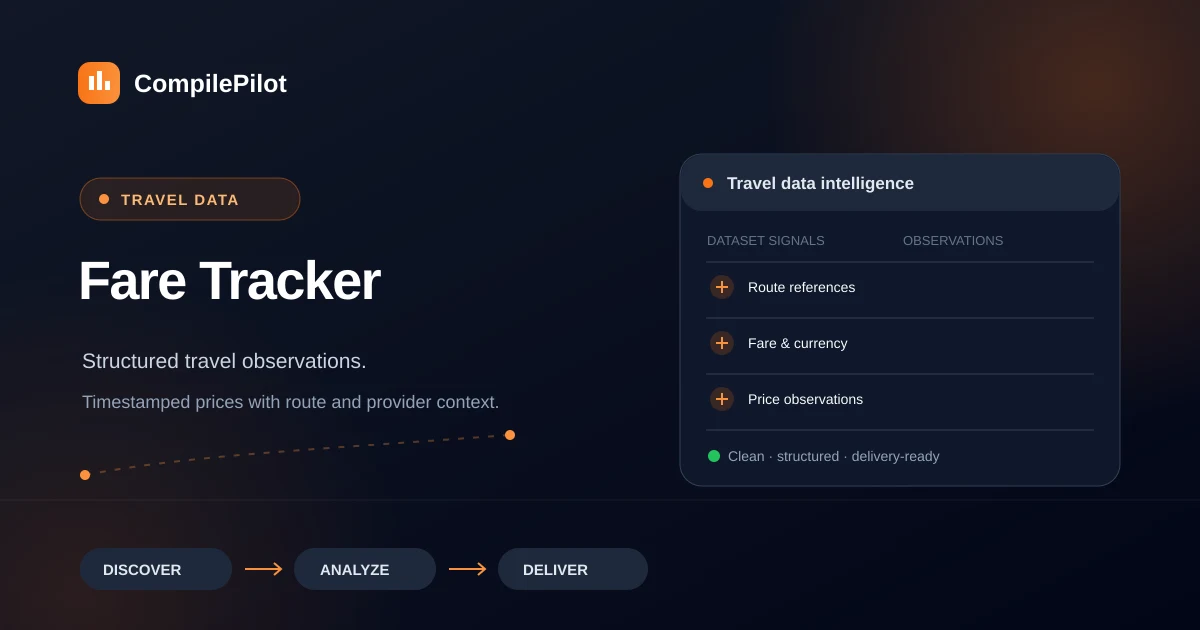 CompilePilot
TRAVEL DATA
Fare Tracker
Structured travel observations.
Timestamped prices with route and provider context.
Travel data intelligence
DATASET SIGNALS OBSERVATIONS
Route references
Fare & currency
Price observations
Clean · structured · delivery-ready
DISCOVER ANALYZE DELIVER